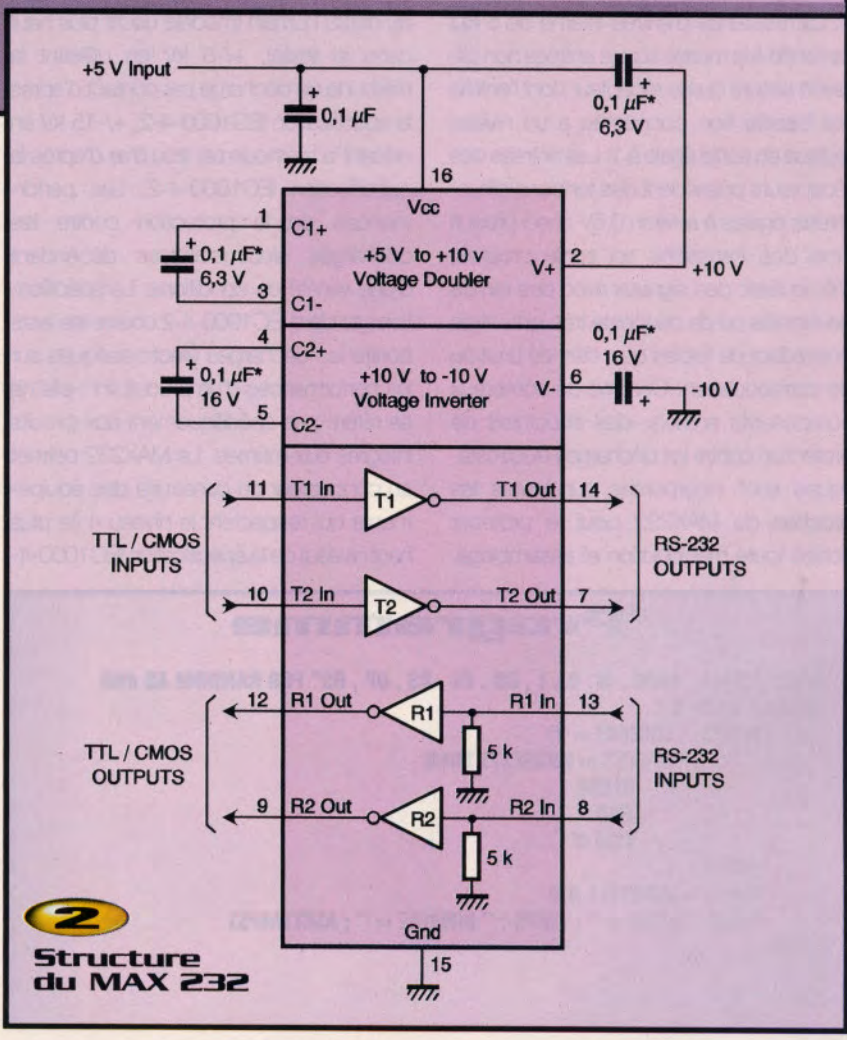 +5 V Input
+
0,1 µF
+
0,1 µF*
6,3 V
16
Vcc
1
C1+
+
0,1 µF*
6,3 V
3
C1-
+5 V to +10 V
Voltage Doubler
V+
2
+10 V
4
C2+
+
0,1 µF*
16 V
5
C2-
+10 V to -10 V
Voltage Inverter
V-
6
0,1 µF*
16 V
+
-10 V
11
T1 In
T1
T1 Out
14
TTL / CMOS
INPUTS
RS-232
OUTPUTS
10
T2 In
T2
T2 Out
7
12
R1 Out
R1
R1 In
13
5 k
TTL / CMOS
OUTPUTS
RS-232
INPUTS
9
R2 Out
R2
R2 In
8
5 k
Gnd
15
2
Structure
du MAX 232